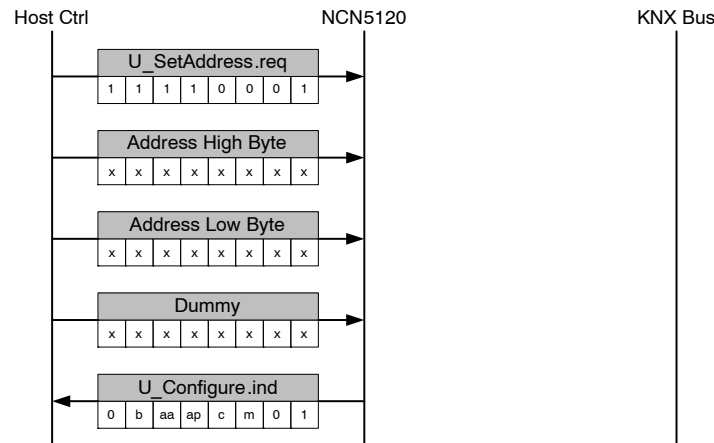 Host Ctrl NCN5120 KNX Bus
U_SetAddress.req
1 1 1 1 0 0 0 1
Address High Byte
x x x x x x x x
Address Low Byte
x x x x x x x x
Dummy
x x x x x x x x
U_Configure.ind
0 b aa ap c m 0 1